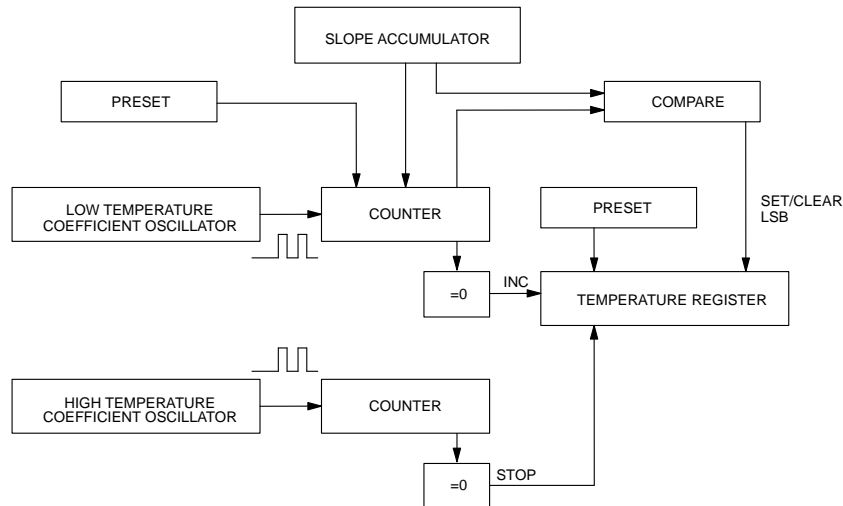 SLOPE ACCUMULATOR
PRESET
COMPARE
LOW TEMPERATURE
COEFFICIENT OSCILLATOR
COUNTER
PRESET
SET/CLEAR
LSB
=0
INC
TEMPERATURE REGISTER
HIGH TEMPERATURE
COEFFICIENT OSCILLATOR
COUNTER
=0
STOP